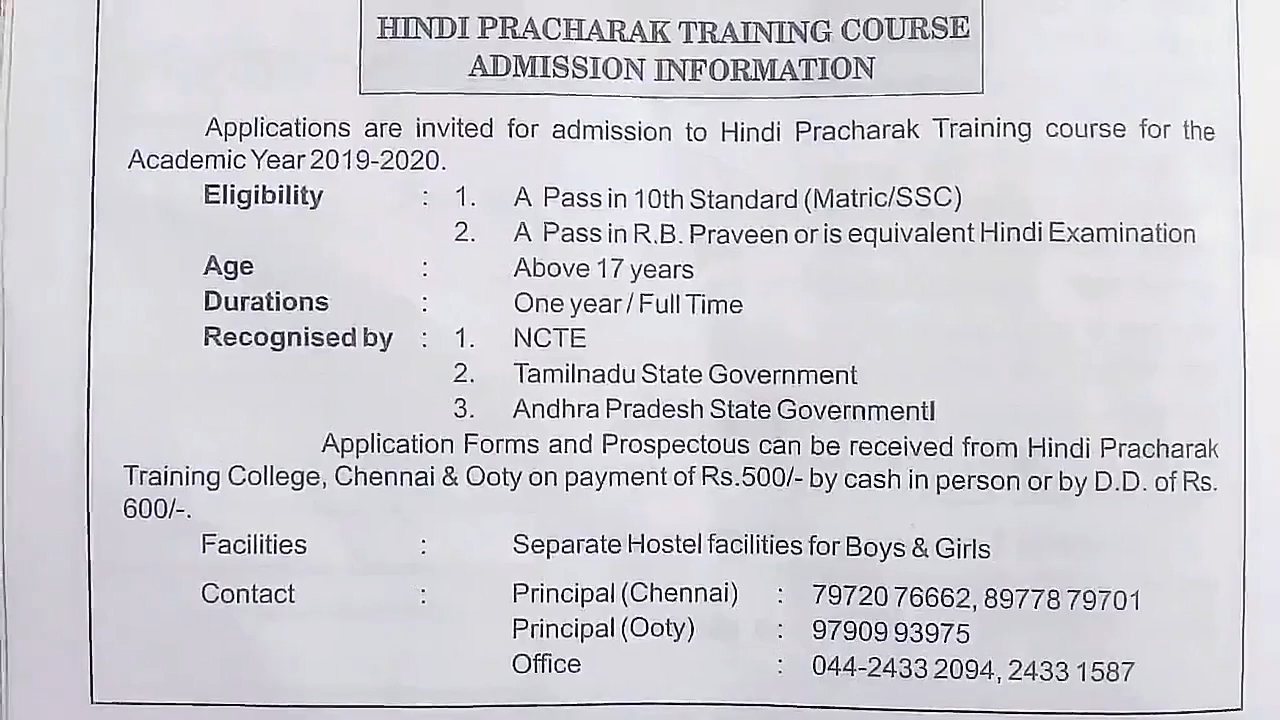 HINDI PRACHARAK TRAINING COURSE
ADMISSION INFORMATION
Applications are invited for admission to Hindi Pracharak Training course for the
Academic Year 2019-2020.
Eligibility : 1. A Pass in 10th Standard (Matric/SSC)
2. A Pass in R.B. Praveen or is equivalent Hindi Examination
Age : Above 17 years
Durations : One year / Full Time
Recognised by : 1. NCTE
2. Tamilnadu State Government
3. Andhra Pradesh State Governmentl
Application Forms and Prospectous can be received from Hindi Pracharak
Training College, Chennai & Ooty on payment of Rs.500/- by cash in person or by D.D. of Rs.
600/-.
Facilities : Separate Hostel facilities for Boys & Girls
Contact : Principal (Chennai) : 79720 76662, 89778 79701
Principal (Ooty) : 97909 93975
Office : 044-2433 2094, 2433 1587